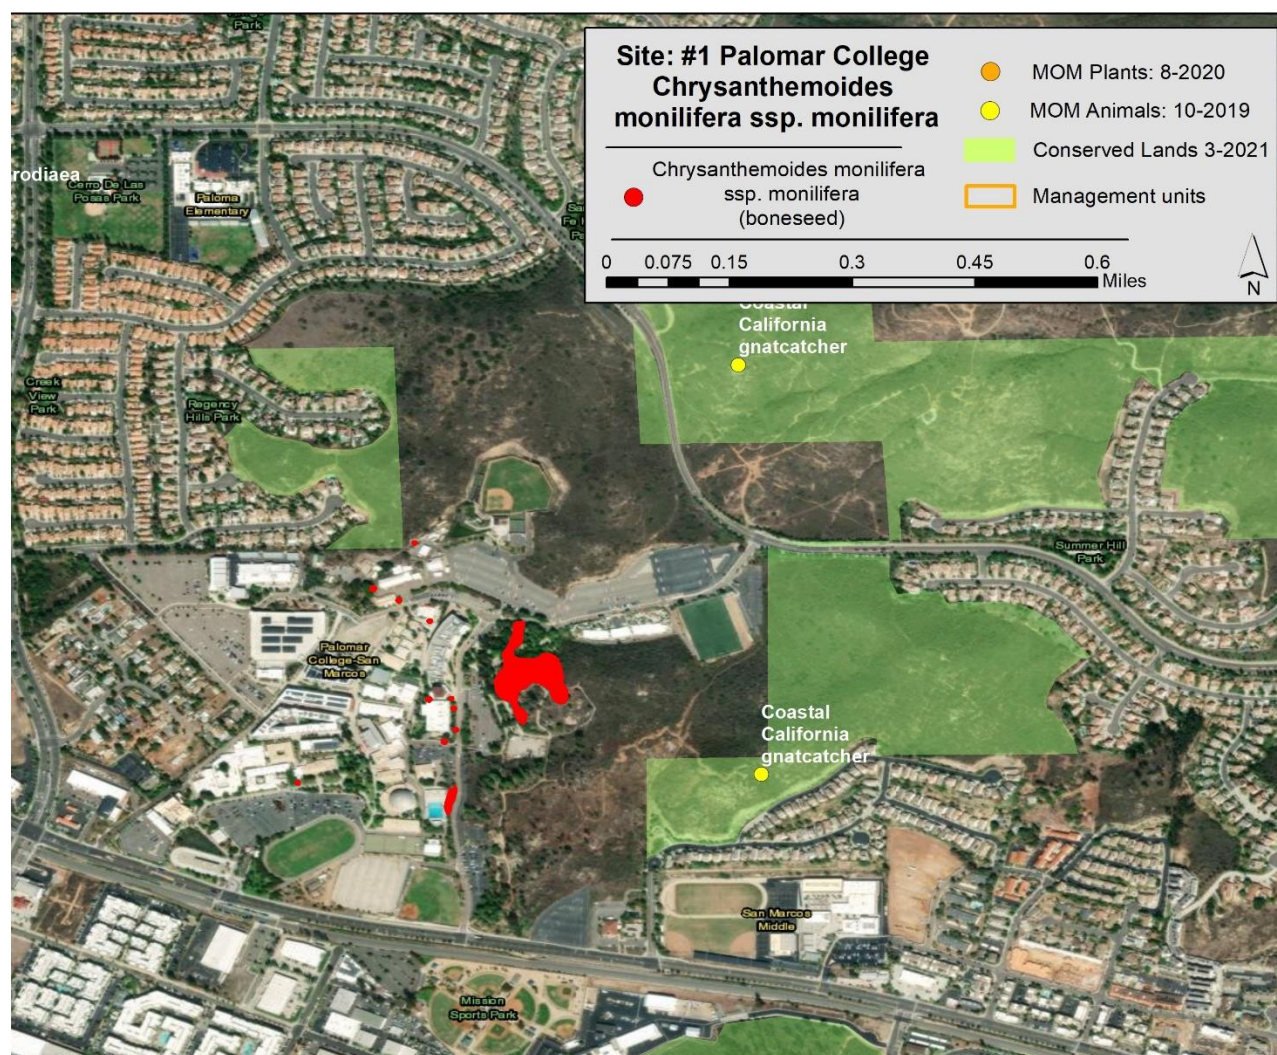 Park
Site: #1 Palomar College
Chrysanthemoides
monilifera ssp. monilifera
Chrysanthemoides monilifera
ssp. monilifera
(boneseed)
MOM Plants: 8-2020
MOM Animals: 10-2019
Conserved Lands 3-2021
Management units
0 0.075 0.15 0.3 0.45 0.6
Miles
N
rodiaea
Cerro De Las
Posas Park
Paloma
Elementary
Coastal
California
gnatcatcher
Creek
View
Park
Regency
Hills Park
Summer Hill
Park
Palomar
College-San
Marcos
Coastal
California
gnatcatcher
San Marcos
Middle
Mission
Sports Park